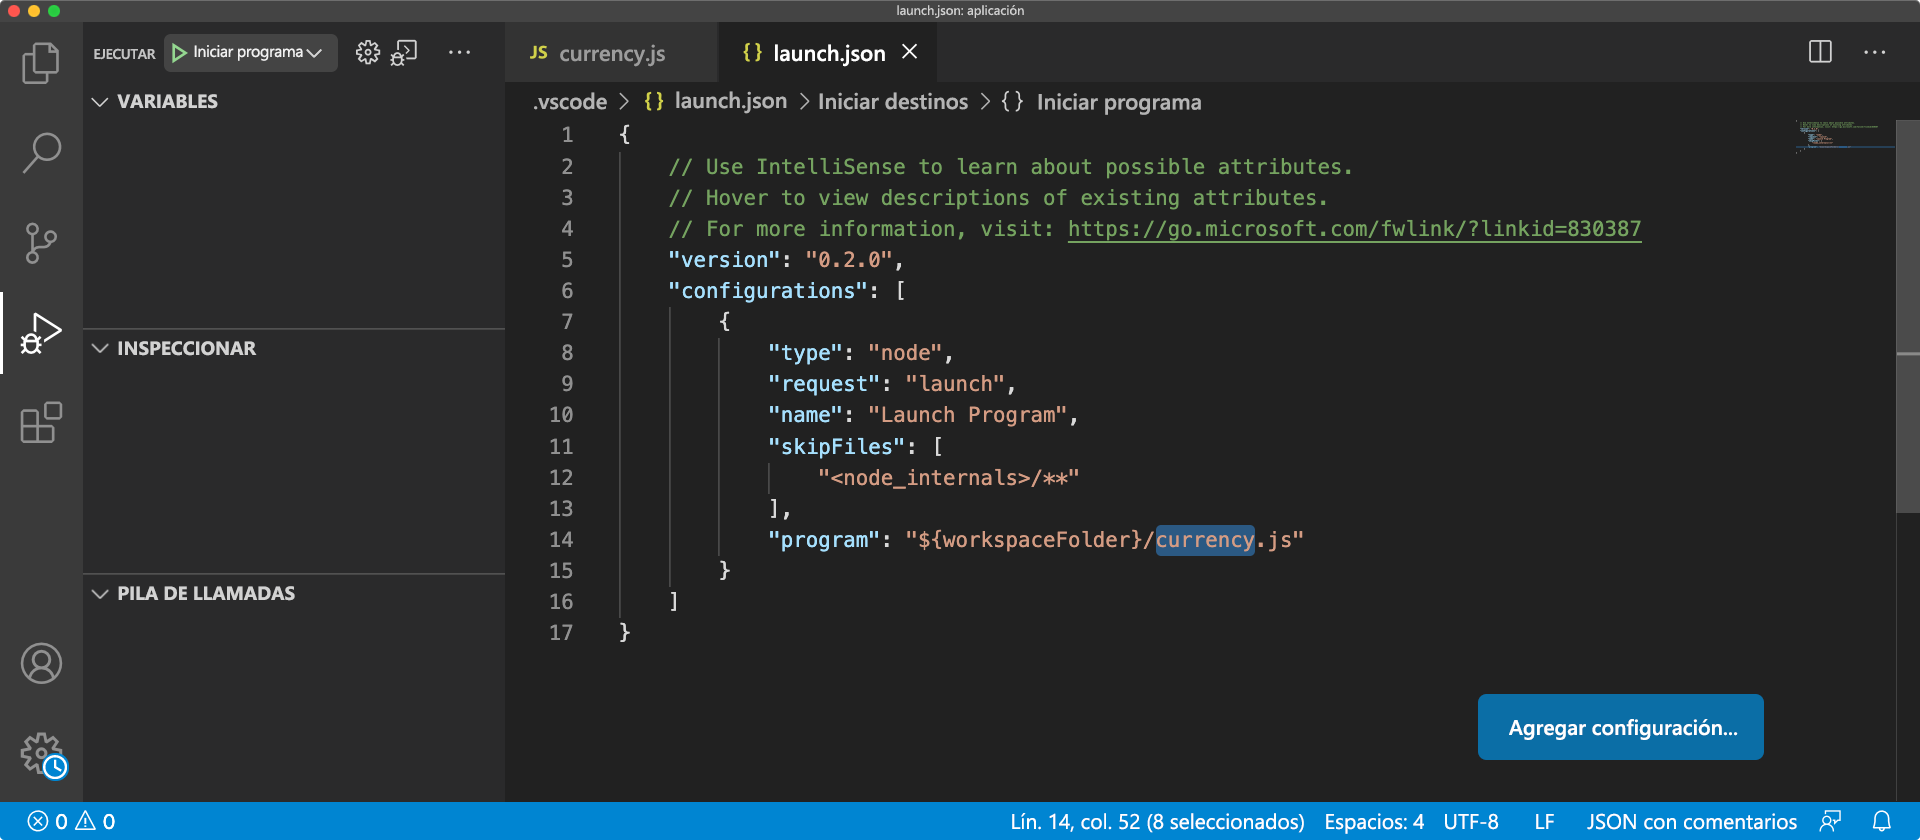 launch.json: aplicación
EJECUTAR Iniciar programa
JS currency.js
{} launch.json
.vscode > {} launch.json > Iniciar destinos > {} Iniciar programa
VARIABLES
INSPECCIONAR
PILA DE LLAMADAS
1 {
2 // Use IntelliSense to learn about possible attributes.
3 // Hover to view descriptions of existing attributes.
4 // For more information, visit: https://go.microsoft.com/fwlink/?linkid=830387
5 "version": "0.2.0",
6 "configurations": [
7 {
8 "type": "node",
9 "request": "launch",
10 "name": "Launch Program",
11 "skipFiles": [
12 "<node_internals>/**"
13 ],
14 "program": "${workspaceFolder}/currency.js"
15 }
16 ]
17 }
Agregar configuración...
0 0
Lín. 14, col. 52 (8 seleccionados) Espacios: 4 UTF-8 LF JSON con comentarios